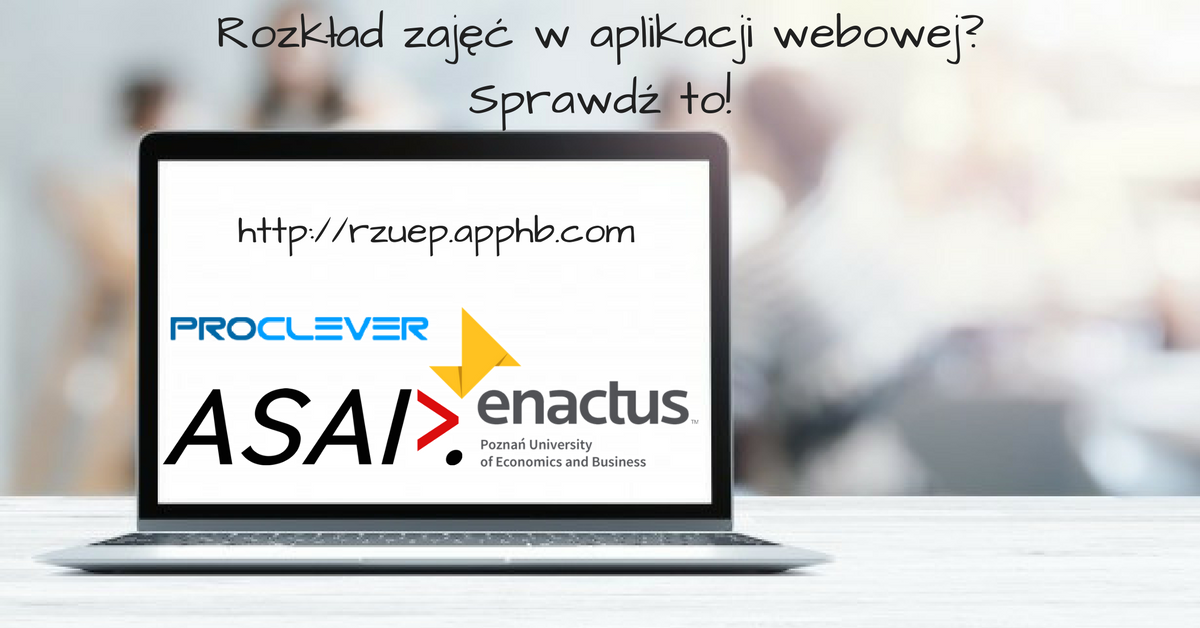 Rozkład zajęć w aplikacji webowej?
Sprawdź to!
http://rzuep.apphb.com
PROCLEVER
ASAI>.
enactus™
Poznań University
of Economics and Business